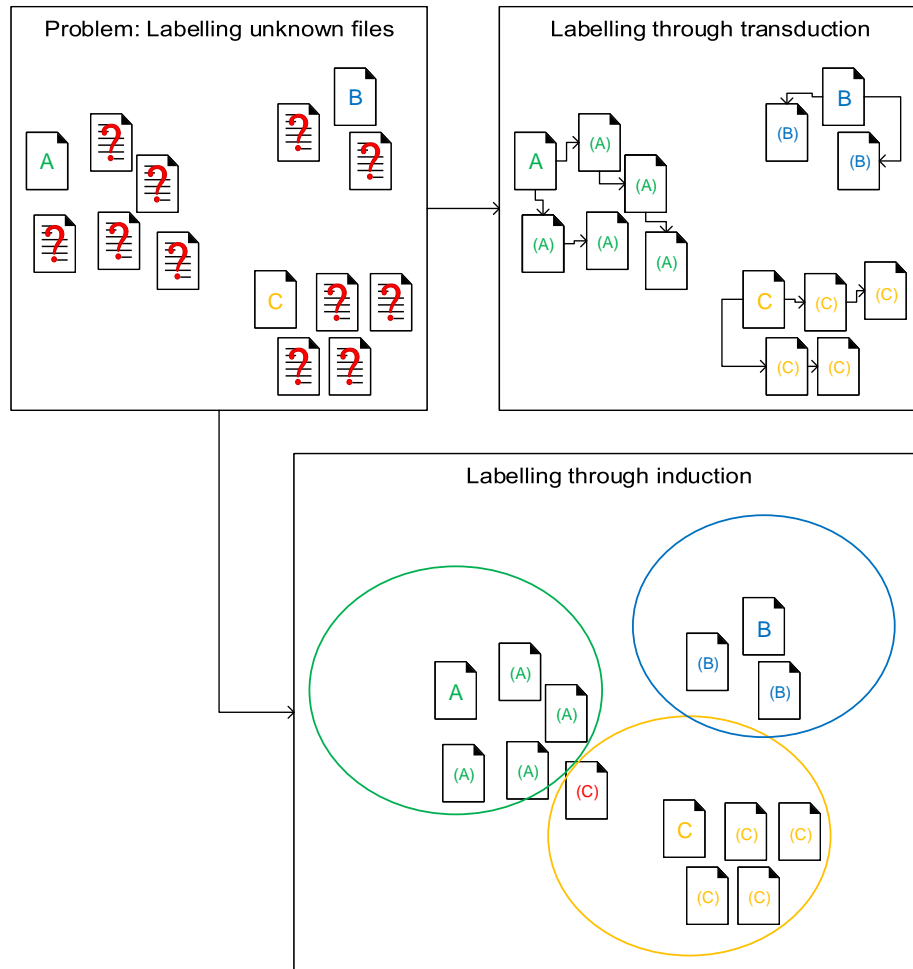 Problem: Labelling unknown files
B
?
A
?
?
?
?
?
?
C
?
?
?
?
Labelling through transduction
B
(B)
A
(A)
(B)
(A)
(A)
(A)
(A)
C
(C)
(C)
(C)
(C)
Labelling through induction
B
(B)
A
(A)
(B)
(A)
(A)
(A)
(C)
C
(C)
(C)
(C)
(C)